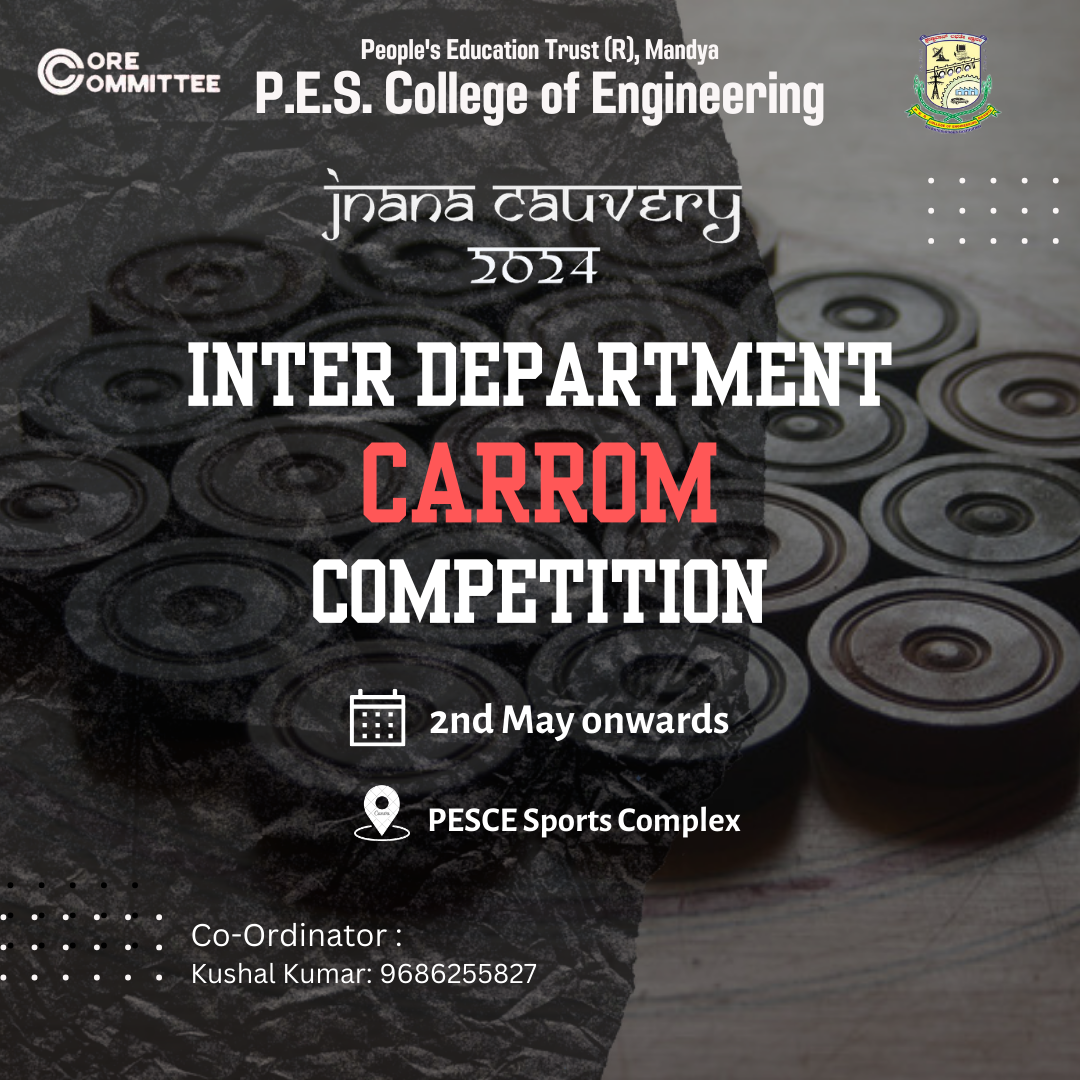 CORE
COMMITTEE
People's Education Trust (R), Mandya
P.E.S. College of Engineering
jnana cauvery
2024
INTER DEPARTMENT
CARROM
COMPETITION
2nd May onwards
PESCE Sports Complex
Co-Ordinator :
Kushal Kumar: 9686255827